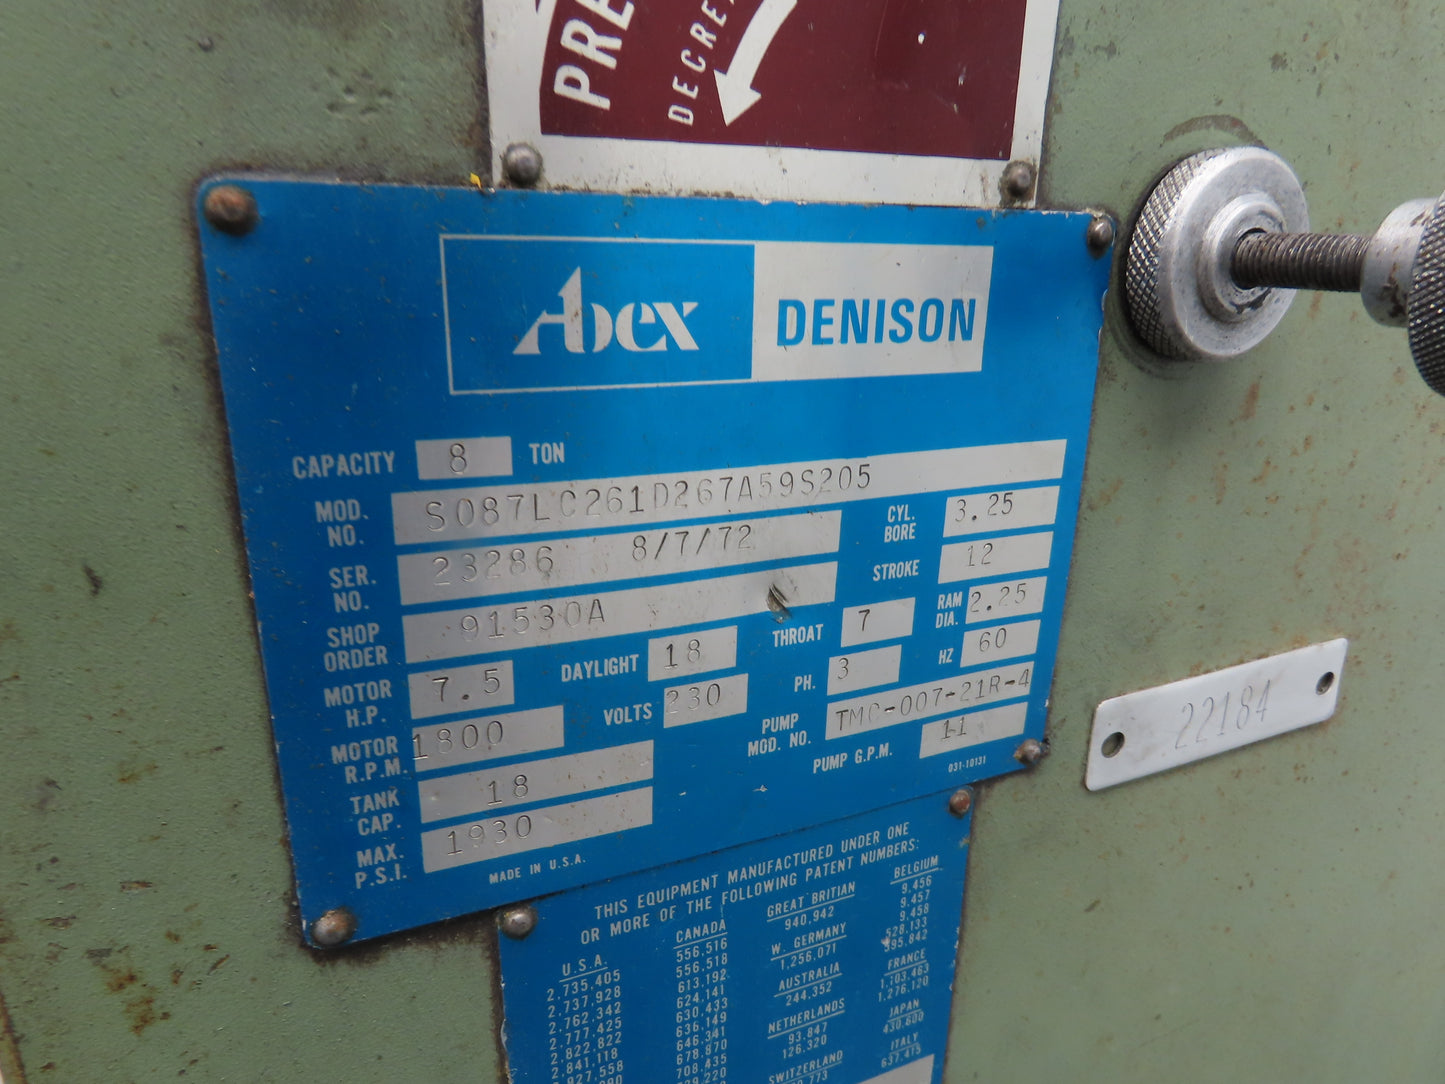 PRE
DECRE
Abex DENISON
CAPACITY 8 TON
MOD. NO. S087LC261D267A59S205
SER. NO. 23286 8/7/72
CYL. BORE 3.25
SHOP ORDER 91530A
STROKE 12
MOTOR H.P. 7.5
DAYLIGHT 18
THROAT 7
RAM DIA. 2.25
MOTOR R.P.M. 1800
VOLTS 230
PH. 3
HZ 60
TANK CAP. 18
PUMP MOD. NO. TMC-007-21R-4
MAX. P.S.I. 1930
PUMP G.P.M. 11
MADE IN U.S.A.
031-10131
22184
THIS EQUIPMENT MANUFACTURED UNDER ONE
OR MORE OF THE FOLLOWING PATENT NUMBERS:
U.S.A.
2,735,405
2,737,928
2,762,342
2,777,425
2,822,822
2,841,118
2,927,558
CANADA
556,516
556,518
613,192
624,141
630,433
636,149
646,341
678,870
708,435
GREAT BRITIAN
940,942
W. GERMANY
1,256,071
AUSTRALIA
244,352
NETHERLANDS
93,847
126,320
SWITZERLAND
BELGIUM
9,456
9,457
9,458
528,133
595,842
FRANCE
1,703,463
1,276,120
JAPAN
430,600
ITALY
637,415